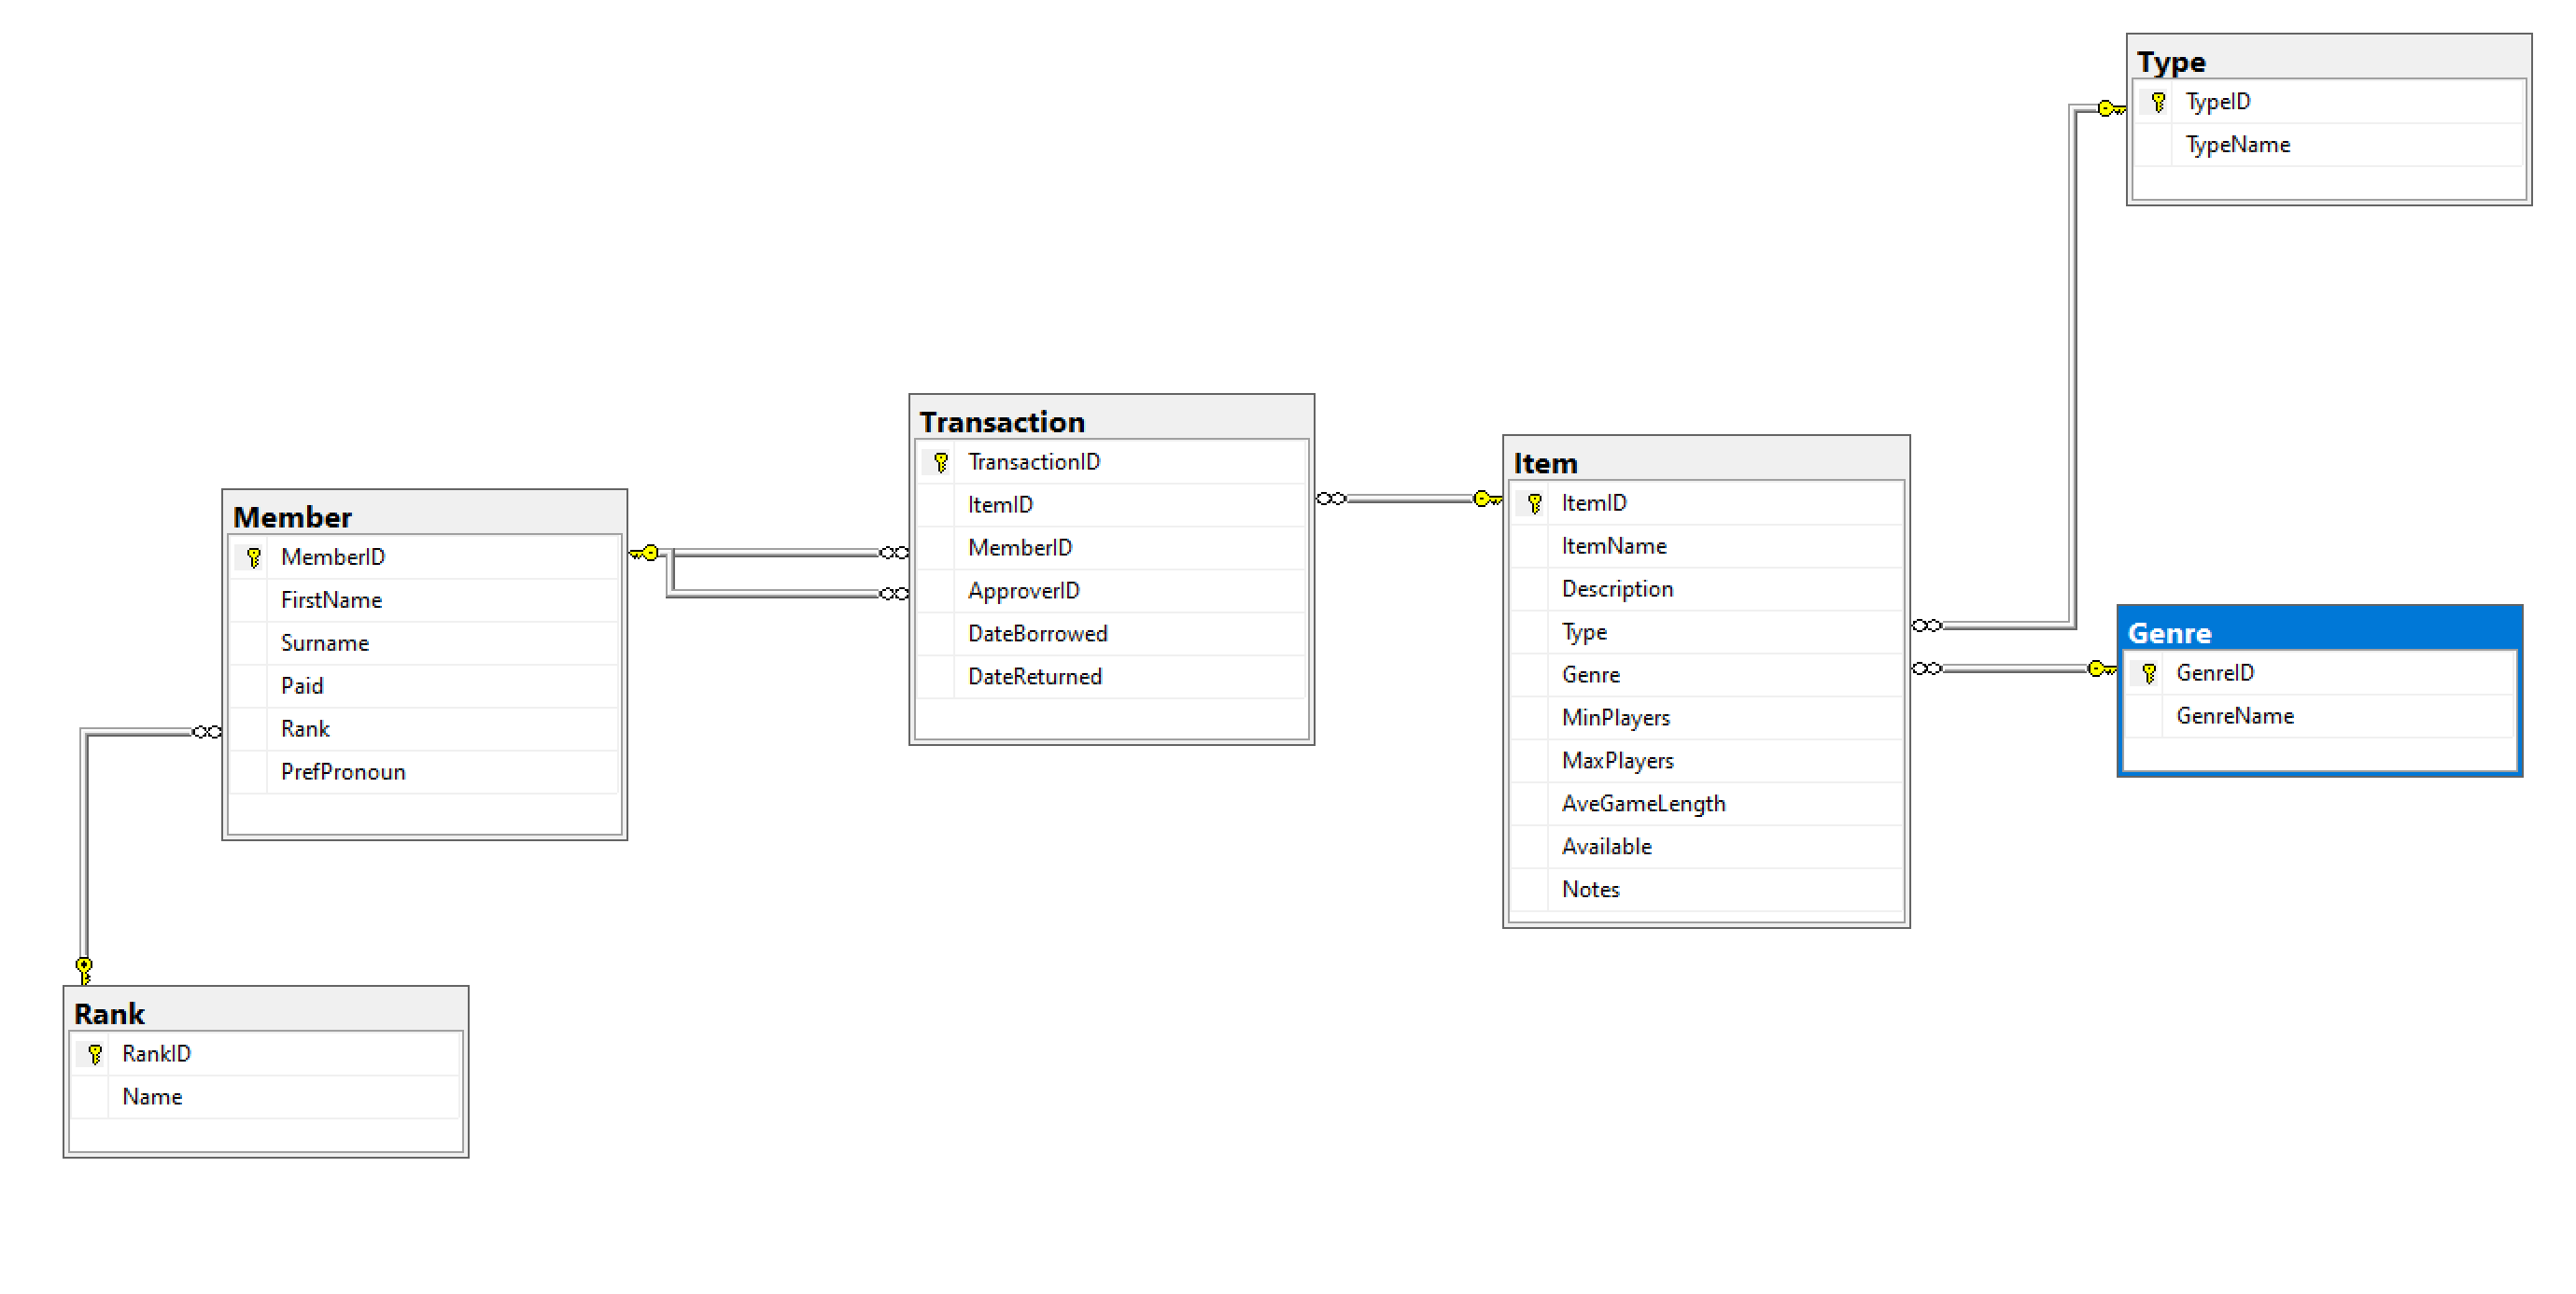 Type
TypeID
TypeName
Transaction
TransactionID
ItemID
MemberID
ApproverID
DateBorrowed
DateReturned
Item
ItemID
ItemName
Description
Type
Genre
MinPlayers
MaxPlayers
AveGameLength
Available
Notes
Member
MemberID
FirstName
Surname
Paid
Rank
PrefPronoun
Genre
GenreID
GenreName
Rank
RankID
Name